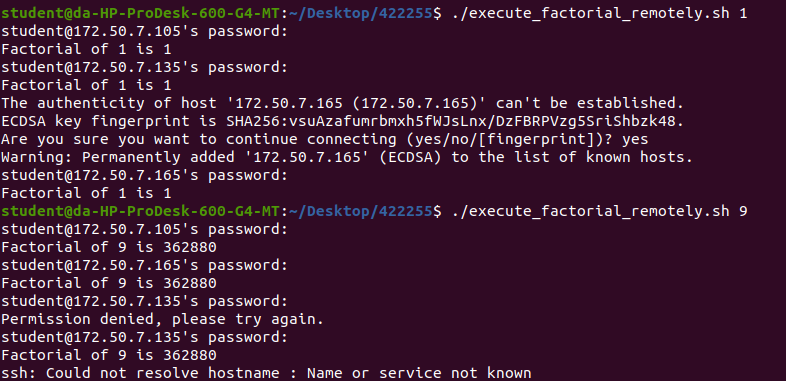 student@da-HP-ProDesk-600-G4-MT:~/Desktop/422255$ ./execute_factorial_remotely.sh 1
student@172.50.7.105's password:
Factorial of 1 is 1
student@172.50.7.135's password:
Factorial of 1 is 1
The authenticity of host '172.50.7.165 (172.50.7.165)' can't be established.
ECDSA key fingerprint is SHA256:vsuAzafumrbmxh5fWJsLnx/DzFBRPVzg5SriShbzk48.
Are you sure you want to continue connecting (yes/no/[fingerprint])? yes
Warning: Permanently added '172.50.7.165' (ECDSA) to the list of known hosts.
student@172.50.7.165's password:
Factorial of 1 is 1
student@da-HP-ProDesk-600-G4-MT:~/Desktop/422255$ ./execute_factorial_remotely.sh 9
student@172.50.7.105's password:
Factorial of 9 is 362880
student@172.50.7.165's password:
Factorial of 9 is 362880
student@172.50.7.135's password:
Permission denied, please try again.
student@172.50.7.135's password:
Factorial of 9 is 362880
ssh: Could not resolve hostname : Name or service not known